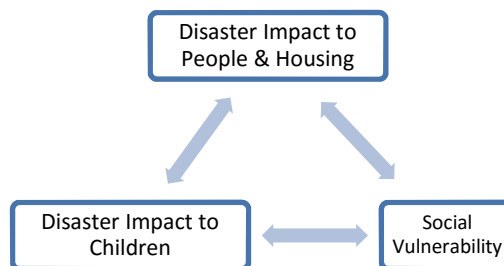 Disaster Impact to
People & Housing
Disaster Impact to
Children
Social
Vulnerability